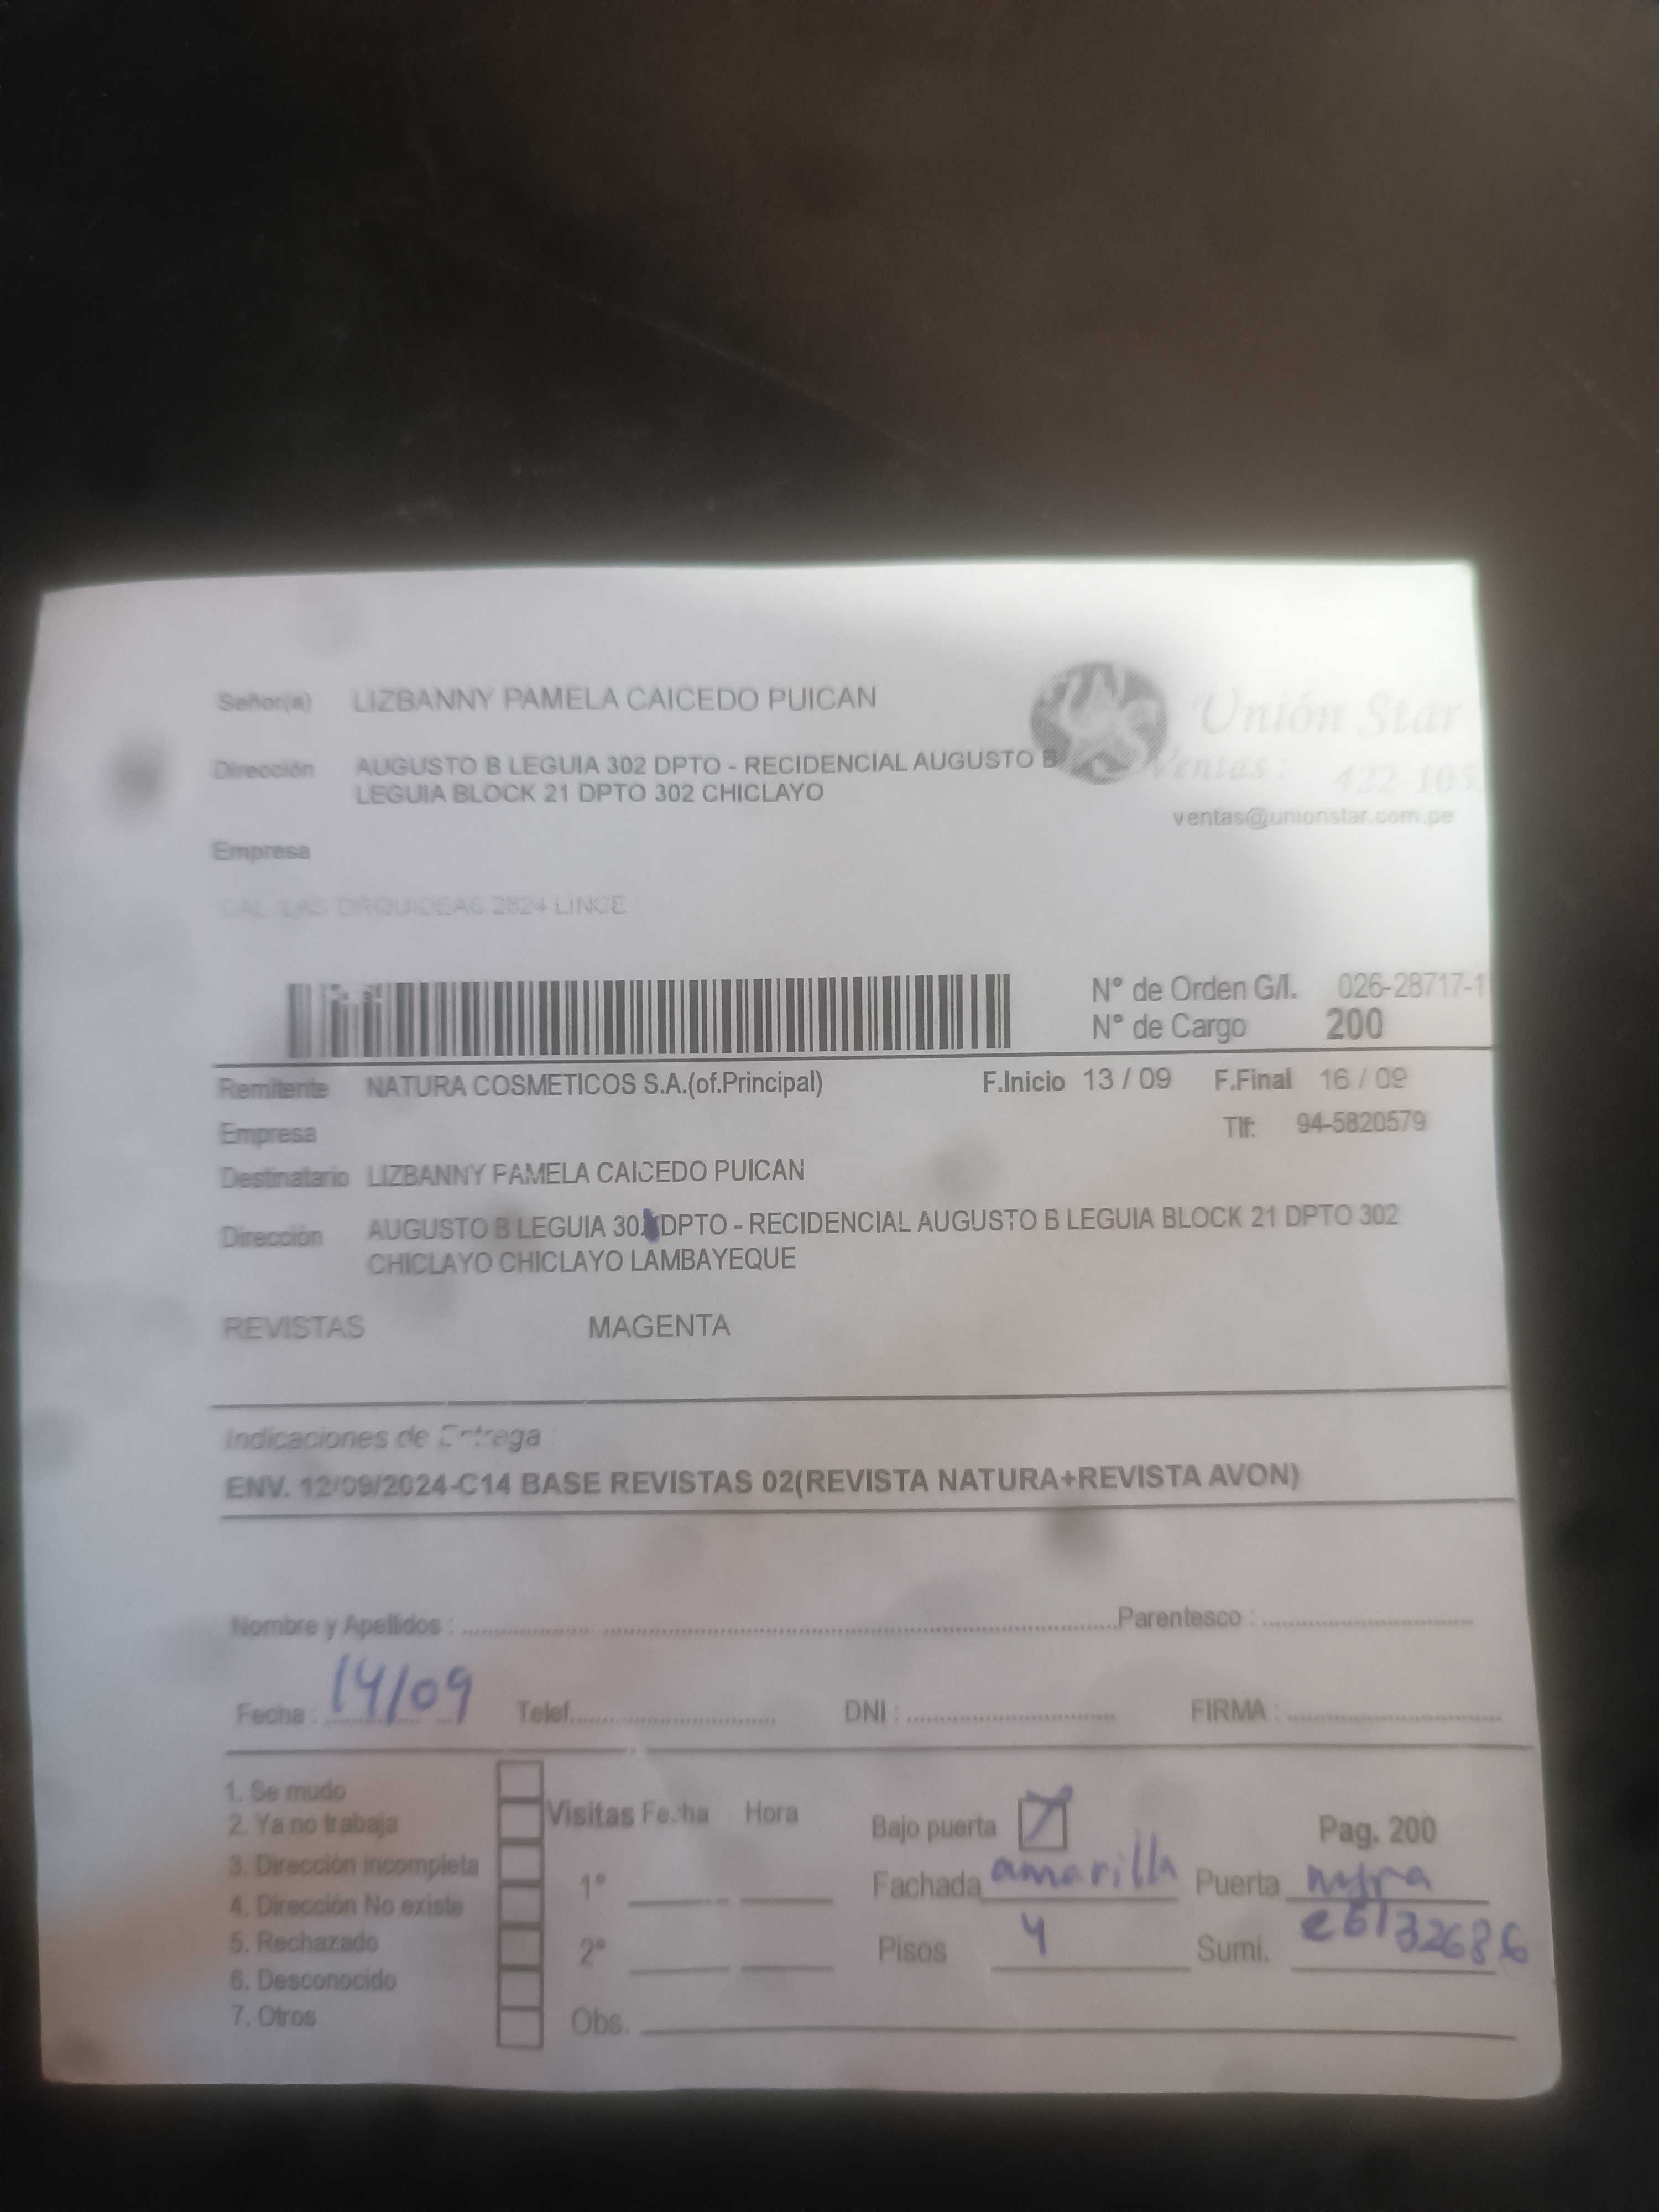 Señor(a) LIZBANNY PAMELA CAICEDO PUICAN
Unión Star
Dirección AUGUSTO B LEGUIA 302 DPTO - RECIDENCIAL AUGUSTO B
LEGUIA BLOCK 21 DPTO 302 CHICLAYO
Ventas: 422-105
ventas@unionstar.com.pe
Empresa
CAL LAS ORQUIDEAS 2624 LINCE
N° de Orden G/I. 026-28717-1
N° de Cargo 200
Remitente NATURA COSMETICOS S.A.(of.Principal) F.Inicio 13 / 09 F.Final 16 / 09
Empresa Tlf: 94-5820579
Destinatario LIZBANNY PAMELA CAICEDO PUICAN
Dirección AUGUSTO B LEGUIA DPTO - RECIDENCIAL AUGUSTO B LEGUIA BLOCK 21 DPTO 302
CHICLAYO CHICLAYO LAMBAYEQUE
REVISTAS MAGENTA
Indicaciones de Entrega :
ENV. 12/09/2024-C14 BASE REVISTAS 02(REVISTA NATURA+REVISTA AVON)
Nombre y Apellidos : Parentesco :
Fecha : 14/09 Telef. DNI : FIRMA :
1. Se mudo
2. Ya no trabaja
3. Dirección incompleta
4. Dirección No existe
5. Rechazado
6. Desconocido
7. Otros
Visitas Fecha Hora
1°
2°
Obs.
Bajo puerta Pag. 200
Fachada amarilla Puerta
Pisos 4 Sumi.